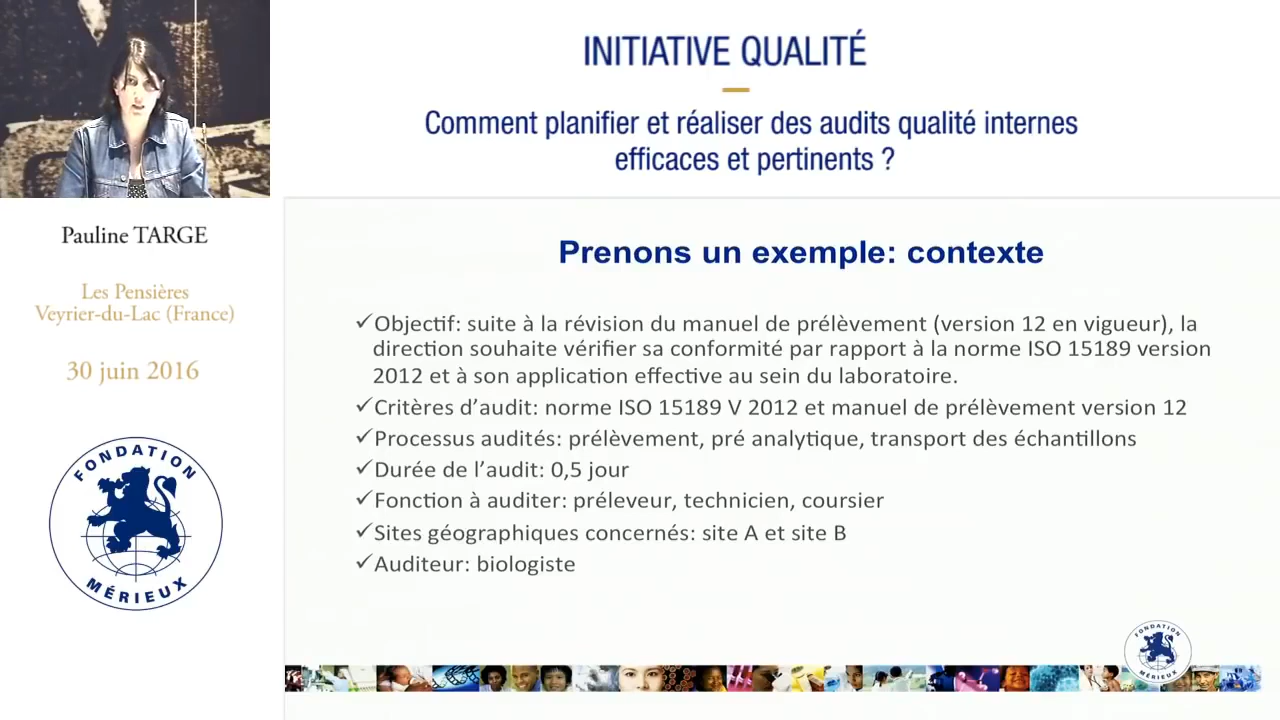 INITIATIVE QUALITÉ
Comment planifier et réaliser des audits qualité internes
efficaces et pertinents ?
Pauline TARGE
Les Pensières
Veyrier-du-Lac (France)
30 juin 2016
FONDATION
MÉRIEUX
Prenons un exemple: contexte
✓Objectif: suite à la révision du manuel de prélèvement (version 12 en vigueur), la
direction souhaite vérifier sa conformité par rapport à la norme ISO 15189 version
2012 et à son application effective au sein du laboratoire.
✓Critères d’audit: norme ISO 15189 V 2012 et manuel de prélèvement version 12
✓Processus audités: prélèvement, pré analytique, transport des échantillons
✓Durée de l’audit: 0,5 jour
✓Fonction à auditer: préleveur, technicien, coursier
✓Sites géographiques concernés: site A et site B
✓Auditeur: biologiste
FONDATION
MÉRIEUX